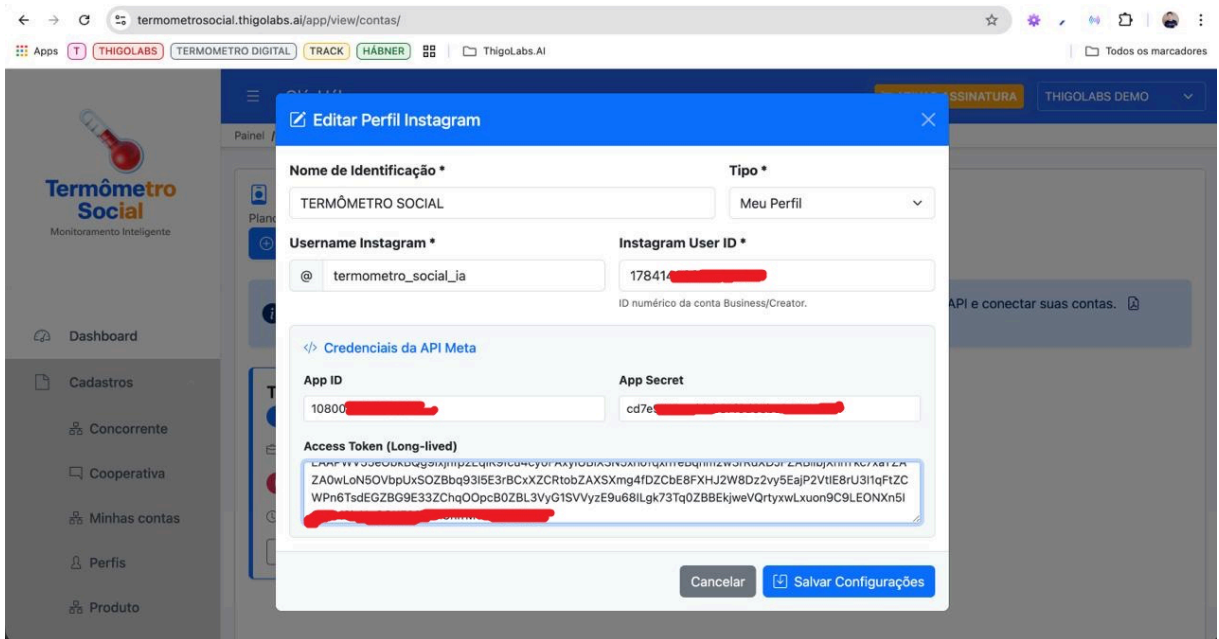 termometrosocial.thigolabs.ai/app/view/contas/
Apps T THIGOLABS TERMOMETRO DIGITAL TRACK HÁBNER ThigoLabs.AI Todos os marcadores
ASSINATURA THIGOLABS DEMO
Painel /
Termômetro
Social
Monitoramento Inteligente
Dashboard
Cadastros
Concorrente
Cooperativa
Minhas contas
Perfis
Produto
Editar Perfil Instagram
Nome de Identificação * Tipo *
TERMÔMETRO SOCIAL Meu Perfil
Username Instagram * Instagram User ID *
@ termometro_social_ia 17841
ID numérico da conta Business/Creator.
API e conectar suas contas.
</> Credenciais da API Meta
App ID App Secret
10800 cd7e
Access Token (Long-lived)
Cancelar Salvar Configurações